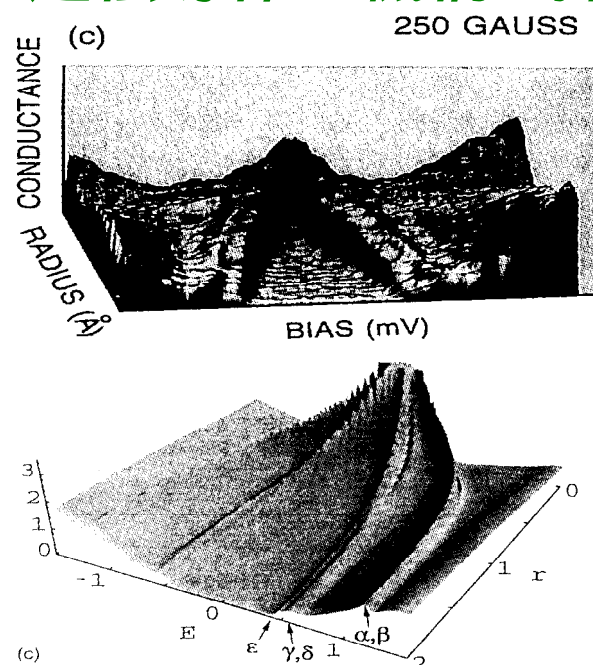 (c)
250 GAUSS
CONDUCTANCE
RADIUS (Å)
BIAS (mV)
3
2
1
0
-1
0
1
2
E
ε
γ,δ
α,β
0
1
r
(c)